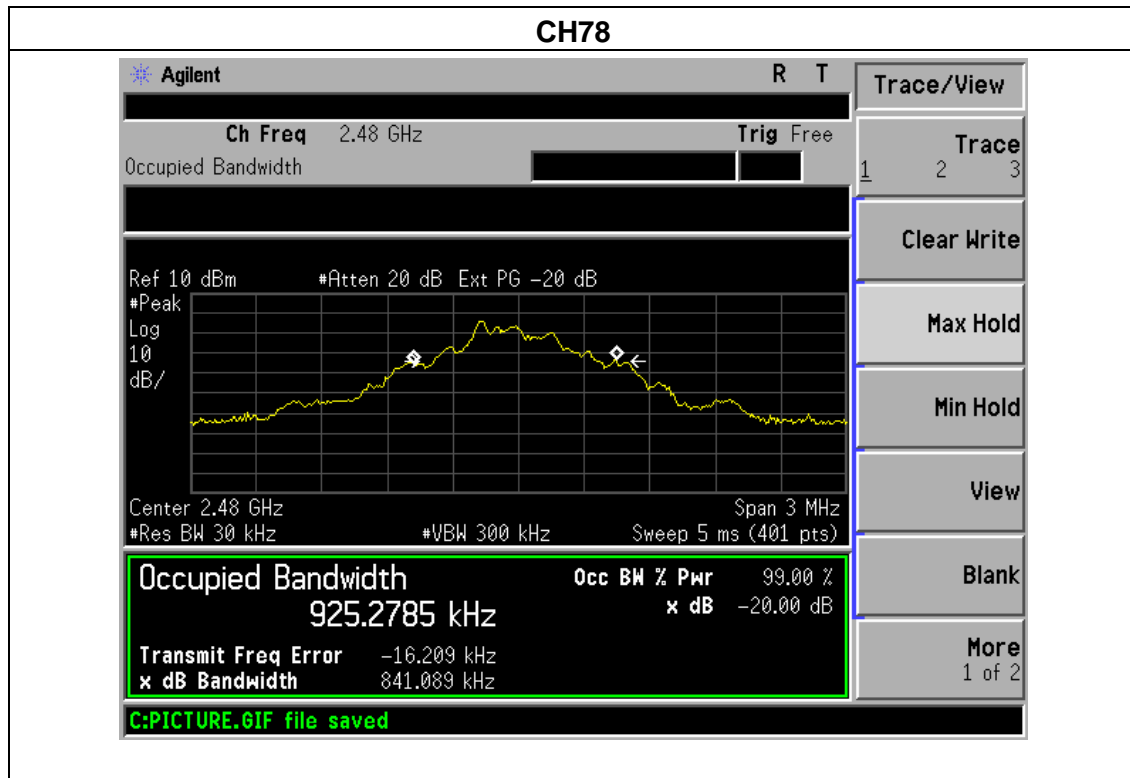 CH78
Agilent R T
Trace/View
Ch Freq 2.48 GHz Trig Free
Occupied Bandwidth
Trace
1 2 3
Clear Write
Max Hold
Min Hold
View
Blank
More
1 of 2
Ref 10 dBm #Atten 20 dB Ext PG −20 dB
#Peak
Log
10
dB/
Center 2.48 GHz Span 3 MHz
#Res BW 30 kHz #VBW 300 kHz Sweep 5 ms (401 pts)
Occupied Bandwidth Occ BW % Pwr 99.00 %
925.2785 kHz x dB −20.00 dB
Transmit Freq Error −16.209 kHz
x dB Bandwidth 841.089 kHz
C:PICTURE.GIF file saved